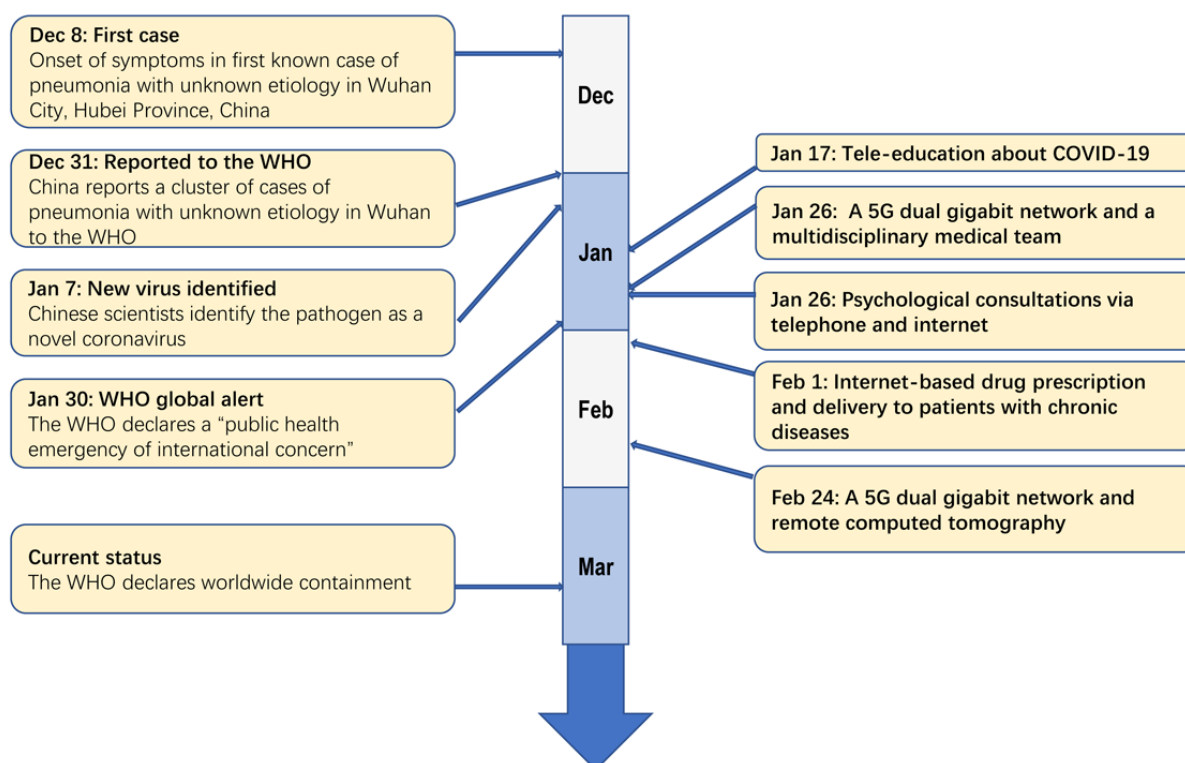 Dec 8: First case
Onset of symptoms in first known case of
pneumonia with unknown etiology in Wuhan
City, Hubei Province, China
Dec 31: Reported to the WHO
China reports a cluster of cases of
pneumonia with unknown etiology in Wuhan
to the WHO
Jan 7: New virus identified
Chinese scientists identify the pathogen as a
novel coronavirus
Jan 30: WHO global alert
The WHO declares a “public health
emergency of international concern”
Current status
The WHO declares worldwide containment
Dec
Jan
Feb
Mar
Jan 17: Tele-education about COVID-19
Jan 26: A 5G dual gigabit network and a
multidisciplinary medical team
Jan 26: Psychological consultations via
telephone and internet
Feb 1: Internet-based drug prescription
and delivery to patients with chronic
diseases
Feb 24: A 5G dual gigabit network and
remote computed tomography